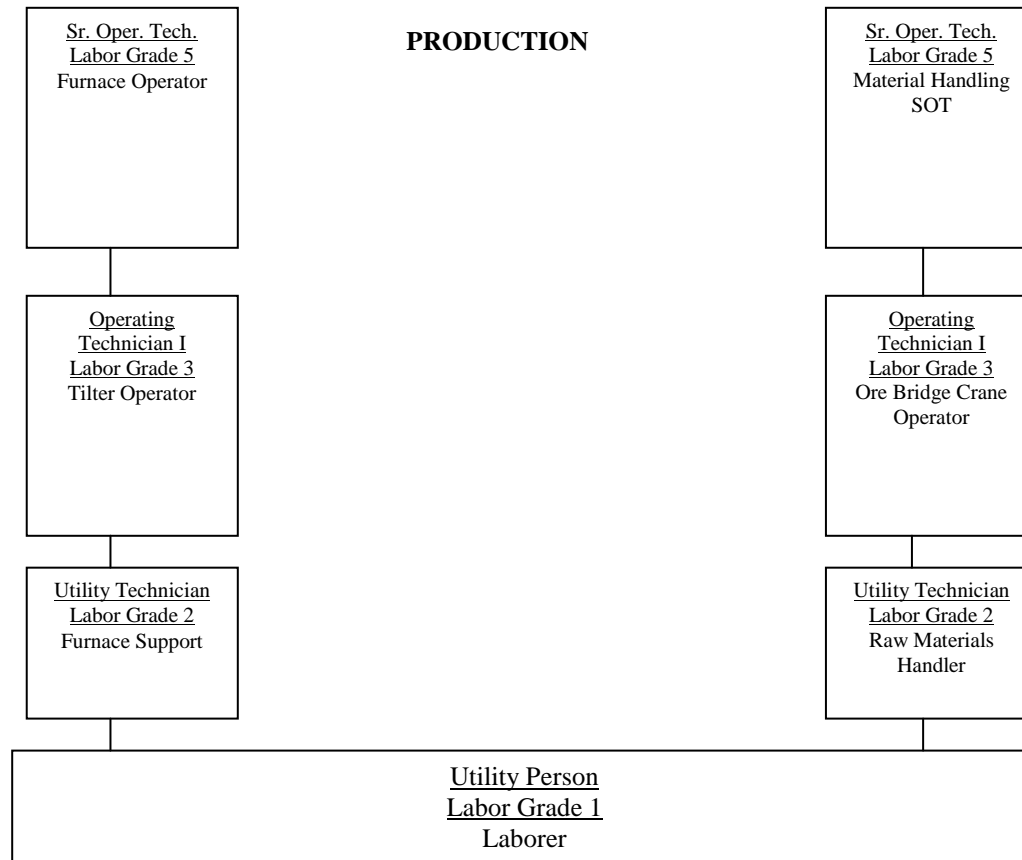 PRODUCTION
Sr. Oper. Tech.
Labor Grade 5
Furnace Operator
Sr. Oper. Tech.
Labor Grade 5
Material Handling
SOT
Operating
Technician I
Labor Grade 3
Tilter Operator
Operating
Technician I
Labor Grade 3
Ore Bridge Crane
Operator
Utility Technician
Labor Grade 2
Furnace Support
Utility Technician
Labor Grade 2
Raw Materials
Handler
Utility Person
Labor Grade 1
Laborer